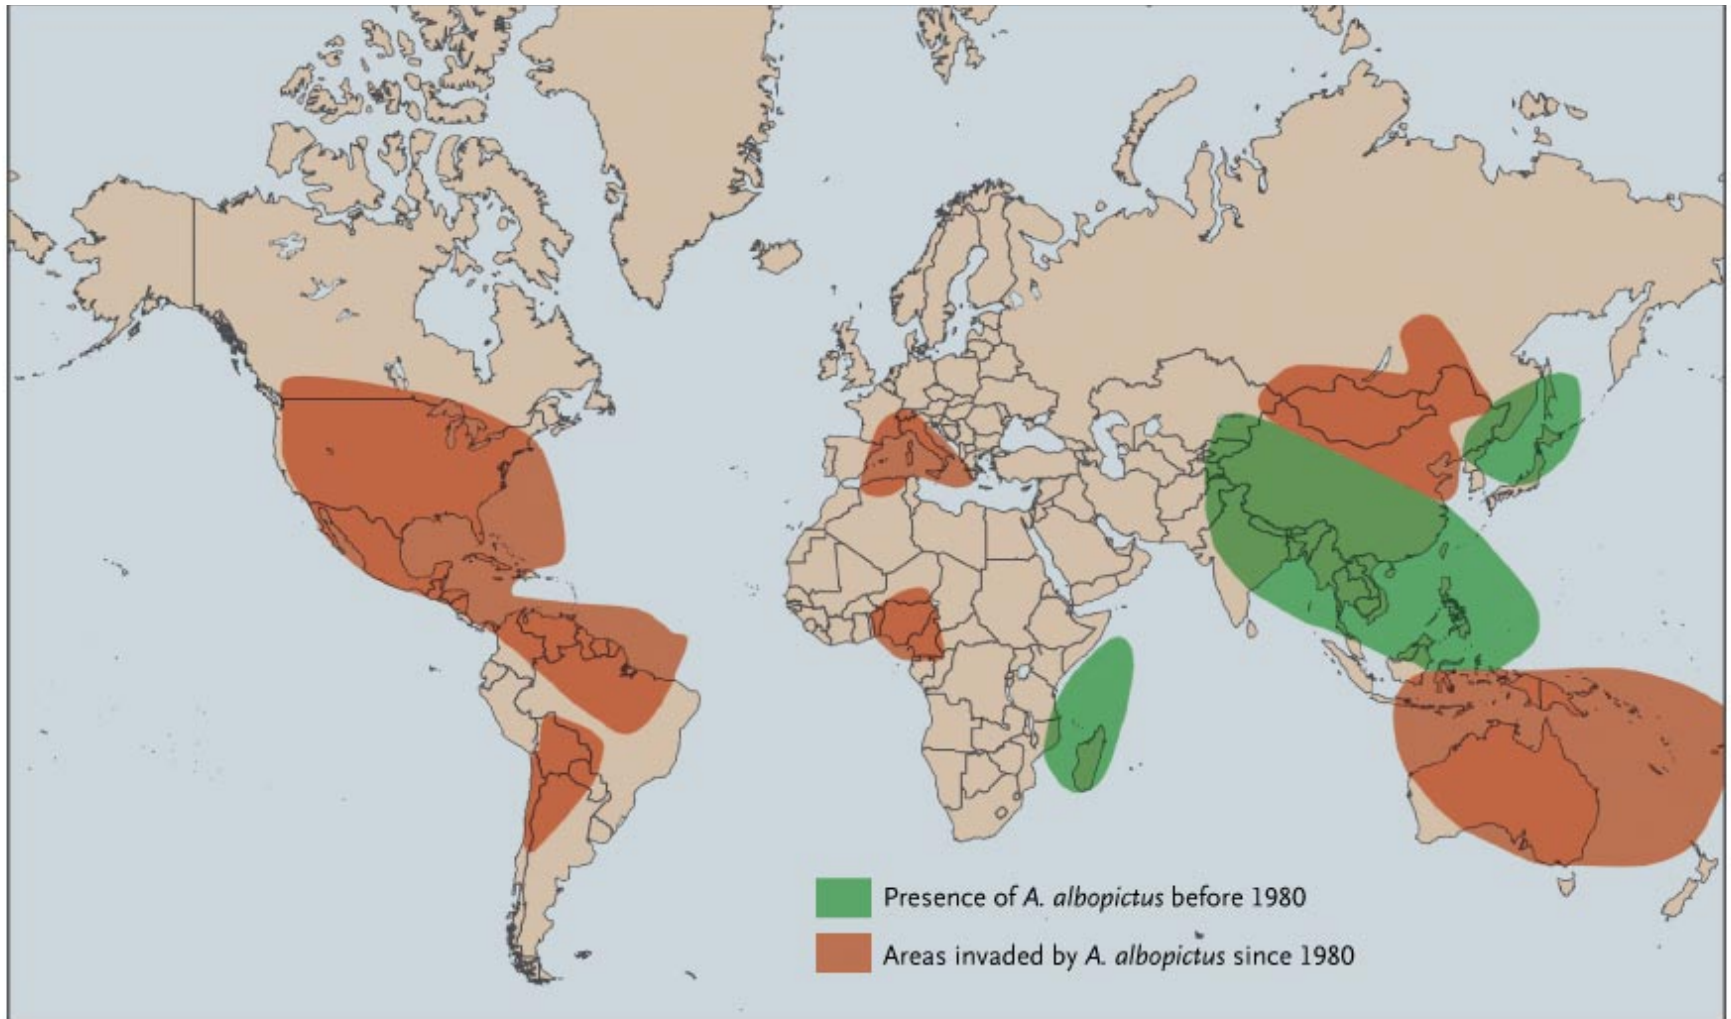 Presence of A. albopictus before 1980
Areas invaded by A. albopictus since 1980